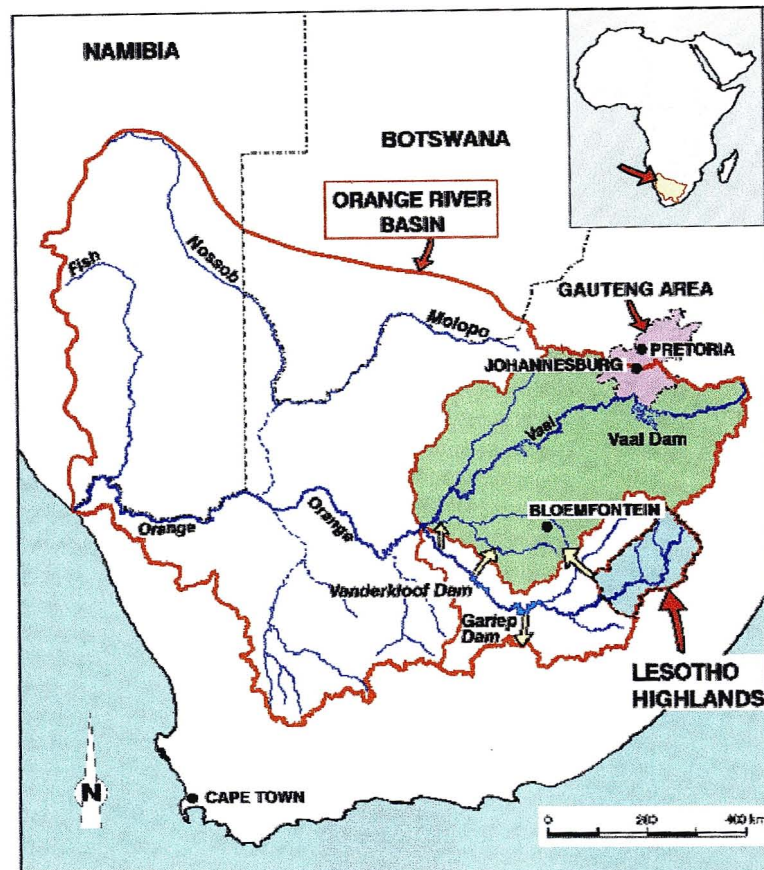 NAMIBIA
BOTSWANA
ORANGE RIVER
BASIN
Fish
Nossob
Molopo
GAUTENG AREA
PRETORIA
JOHANNESBURG
Vaal
Vaal Dam
BLOEMFONTEIN
Orange
Orange
Vanderkloof Dam
Gariep
Dam
LESOTHO
HIGHLANDS
N
CAPE TOWN
0 200 400 km